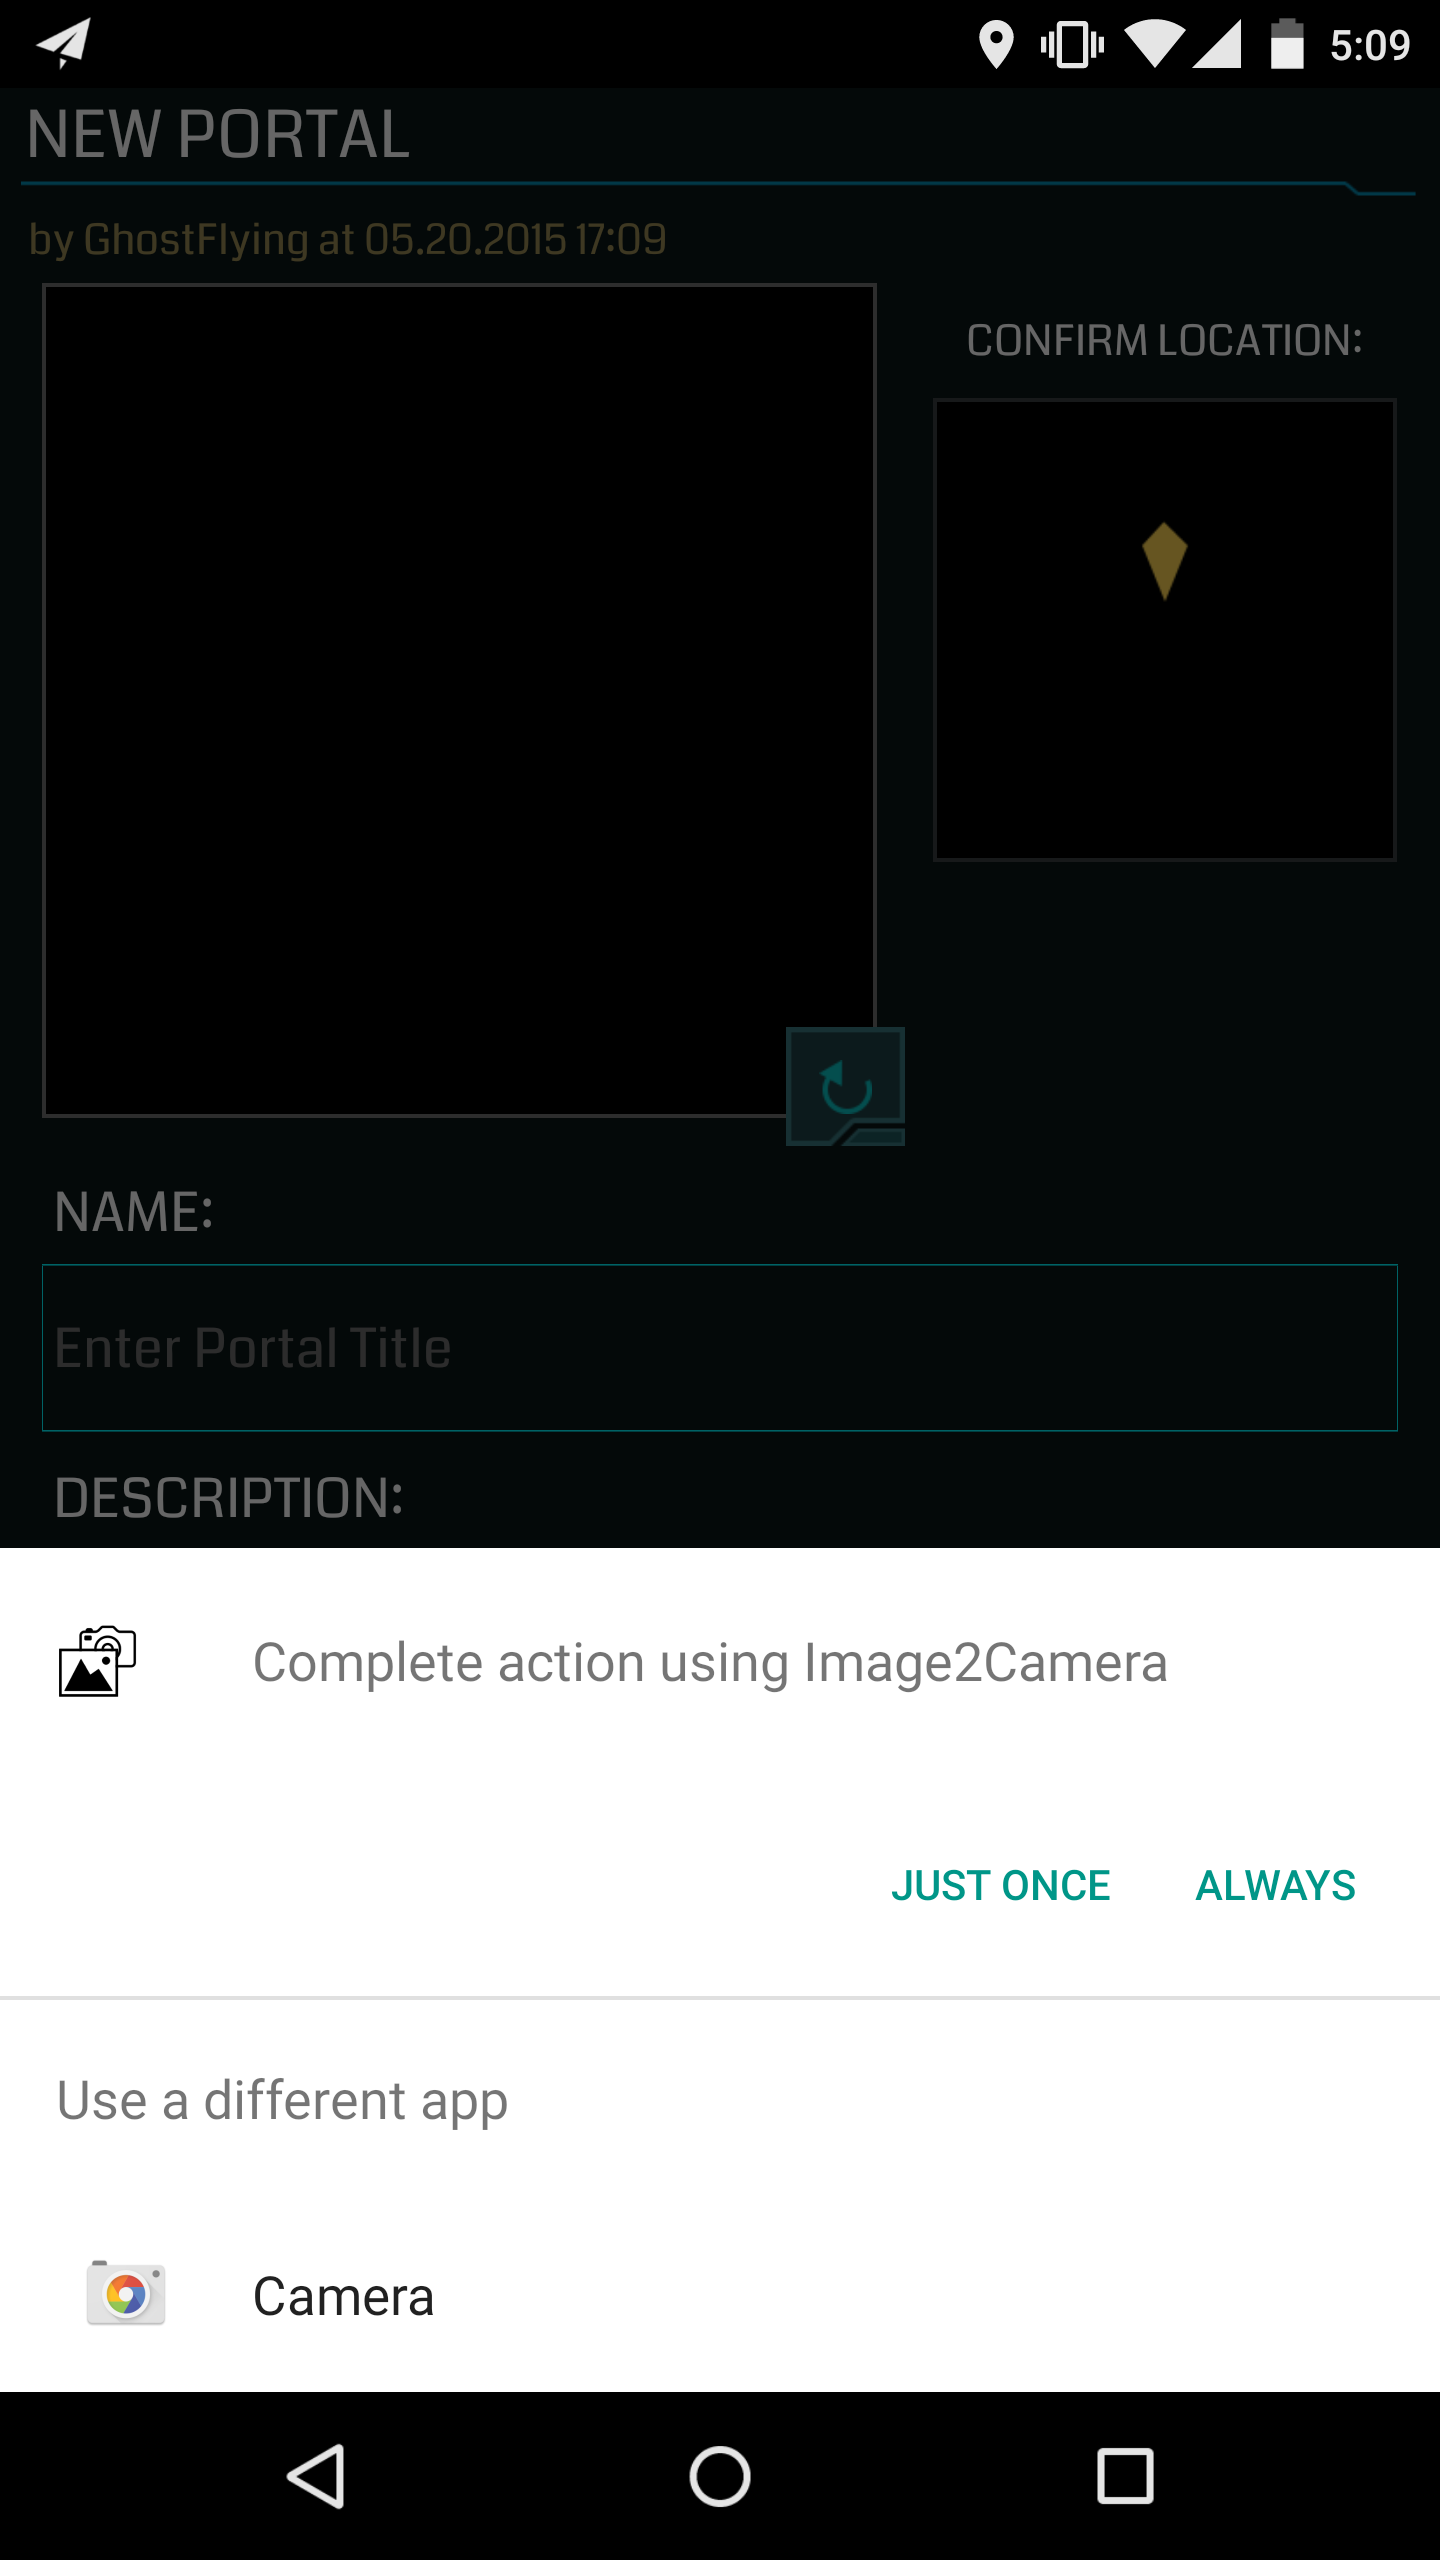 5:09
NEW PORTAL
by GhostFlying at 05.20.2015 17:09
CONFIRM LOCATION:
NAME:
Enter Portal Title
DESCRIPTION:
Complete action using Image2Camera
JUST ONCE ALWAYS
Use a different app
Camera